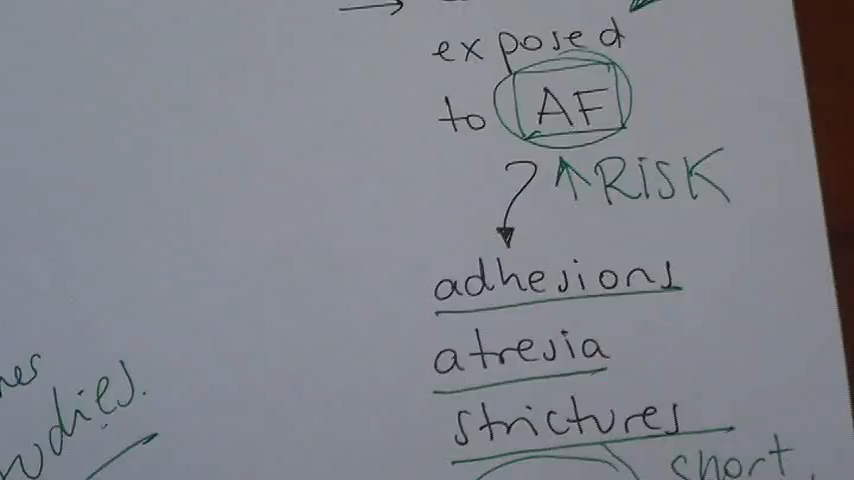 →
exposed
to AF
↑ RISK
adhesions
atresia
strictures
short